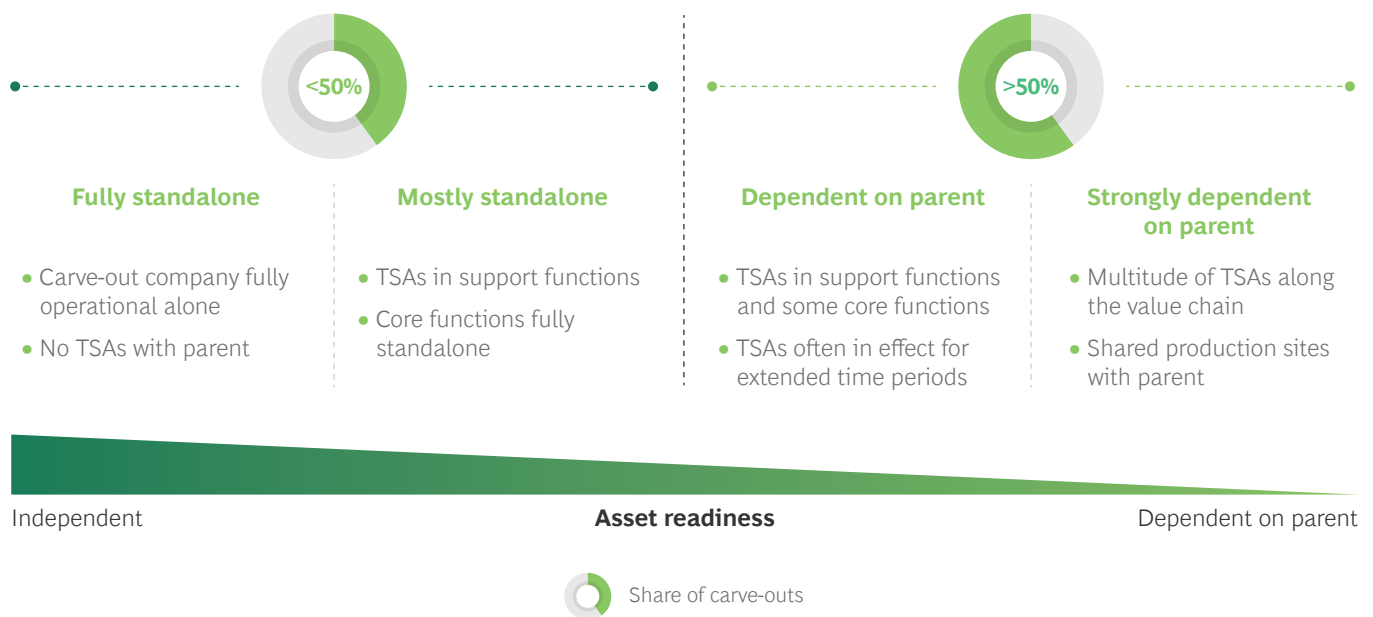 <50%
>50%
Fully standalone
• Carve-out company fully
operational alone
• No TSAs with parent
Mostly standalone
• TSAs in support functions
• Core functions fully
standalone
Dependent on parent
• TSAs in support functions
and some core functions
• TSAs often in effect for
extended time periods
Strongly dependent
on parent
• Multitude of TSAs along
the value chain
• Shared production sites
with parent
Independent
Asset readiness
Dependent on parent
Share of carve-outs